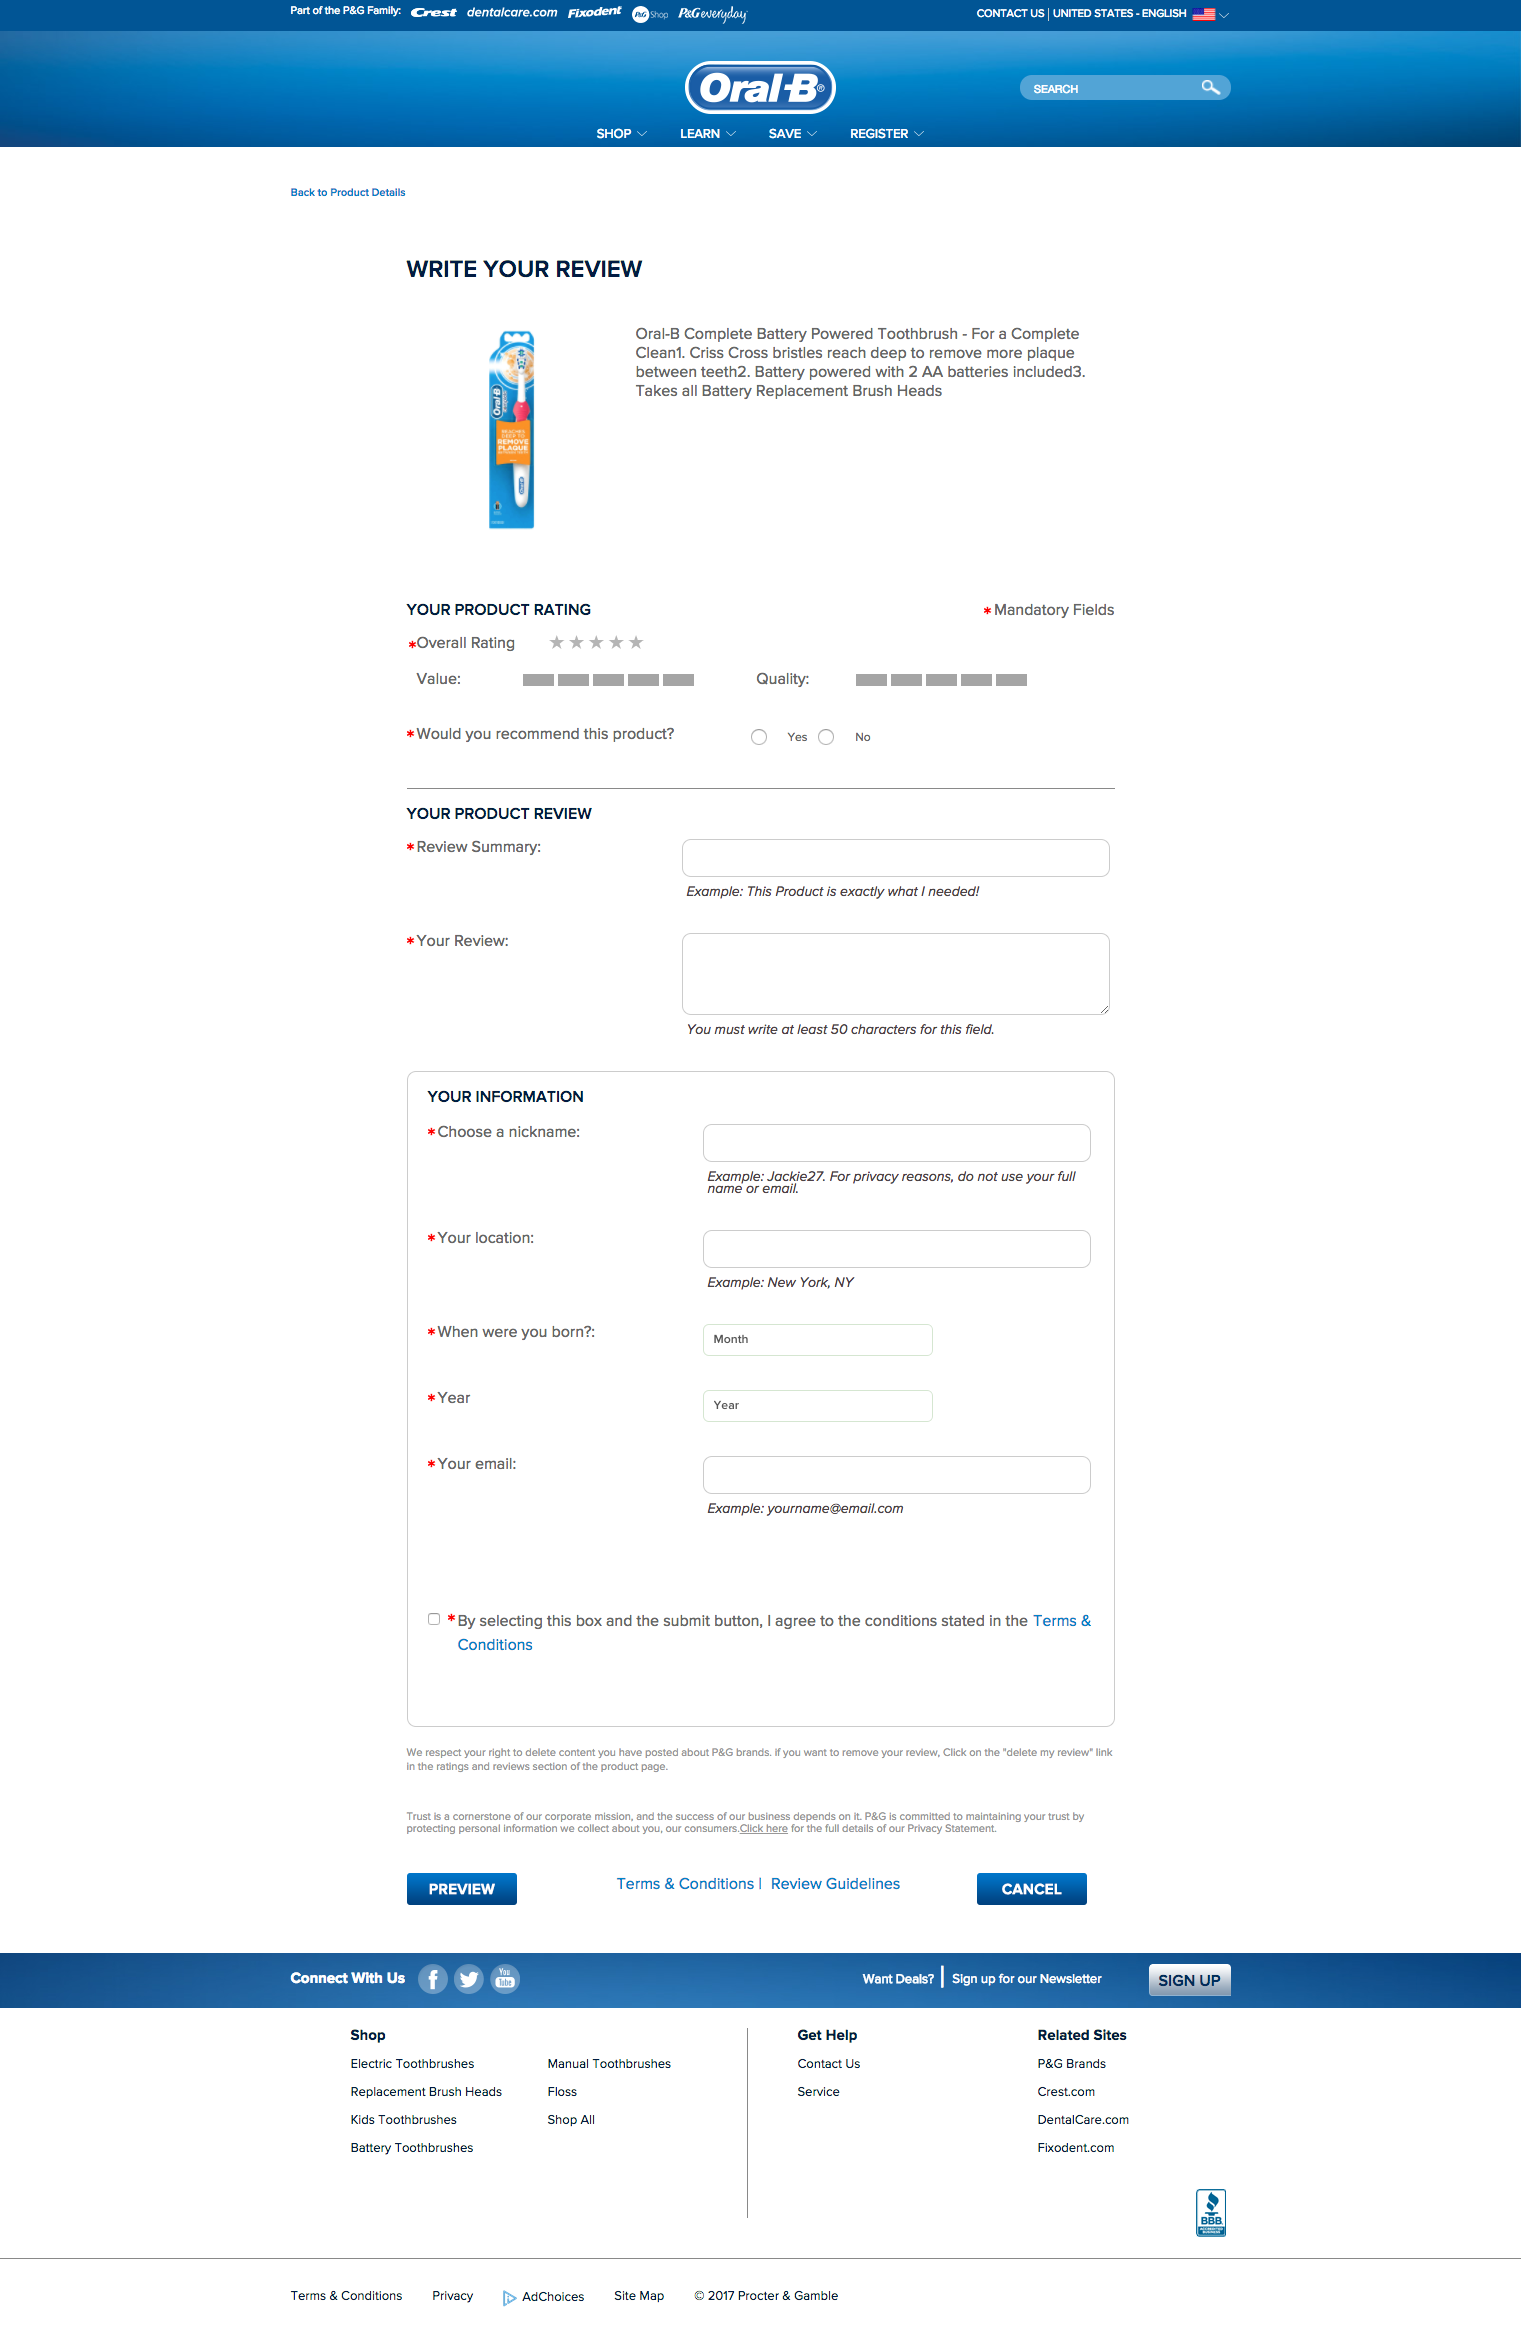 Part of the P&G Family: Crest dentalcare.com Fixodent P&G Shop P&G everyday
CONTACT US | UNITED STATES - ENGLISH
Oral-B®
SEARCH
SHOP LEARN SAVE REGISTER
Back to Product Details
WRITE YOUR REVIEW
Oral-B
REACHES
DEEP TO
REMOVE
PLAQUE
Oral-B
Oral-B Complete Battery Powered Toothbrush - For a Complete
Clean1. Criss Cross bristles reach deep to remove more plaque
between teeth2. Battery powered with 2 AA batteries included3.
Takes all Battery Replacement Brush Heads
YOUR PRODUCT RATING
* Mandatory Fields
*Overall Rating
Value:
Quality:
*Would you recommend this product?
Yes No
YOUR PRODUCT REVIEW
*Review Summary:
Example: This Product is exactly what I needed!
*Your Review:
You must write at least 50 characters for this field.
YOUR INFORMATION
*Choose a nickname:
Example: Jackie27. For privacy reasons, do not use your full
name or email.
*Your location:
Example: New York, NY
*When were you born?:
Month
*Year
Year
*Your email:
Example: yourname@email.com
*By selecting this box and the submit button, I agree to the conditions stated in the Terms &
Conditions
We respect your right to delete content you have posted about P&G brands. if you want to remove your review, Click on the "delete my review" link
in the ratings and reviews section of the product page.
Trust is a cornerstone of our corporate mission, and the success of our business depends on it. P&G is committed to maintaining your trust by
protecting personal information we collect about you, our consumers.Click here for the full details of our Privacy Statement.
PREVIEW
Terms & Conditions | Review Guidelines
CANCEL
Connect With Us
You
Tube
Want Deals? | Sign up for our Newsletter
SIGN UP
Shop
Electric Toothbrushes
Replacement Brush Heads
Kids Toothbrushes
Battery Toothbrushes
Manual Toothbrushes
Floss
Shop All
Get Help
Contact Us
Service
Related Sites
P&G Brands
Crest.com
DentalCare.com
Fixodent.com
BBB.
ACCREDITED
BUSINESS
Terms & Conditions Privacy AdChoices Site Map © 2017 Procter & Gamble